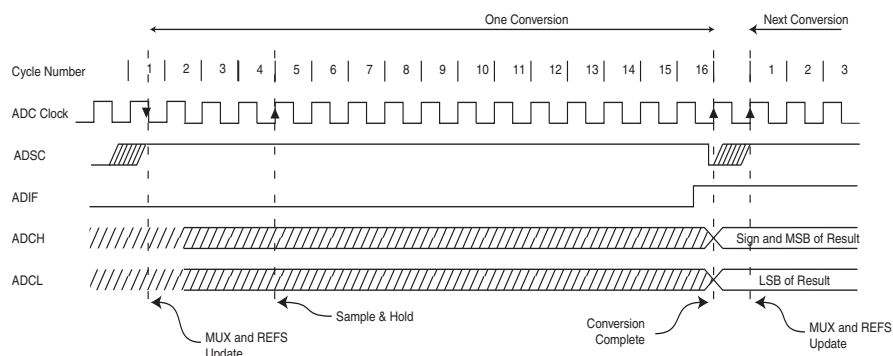 One Conversion
Next Conversion
Cycle Number
1 2 3 4 5 6 7 8 9 10 11 12 13 14 15 16 1 2 3
ADC Clock
ADSC
ADIF
ADCH
Sign and MSB of Result
ADCL
LSB of Result
MUX and REFS
Update
Sample & Hold
Conversion
Complete
MUX and REFS
Update